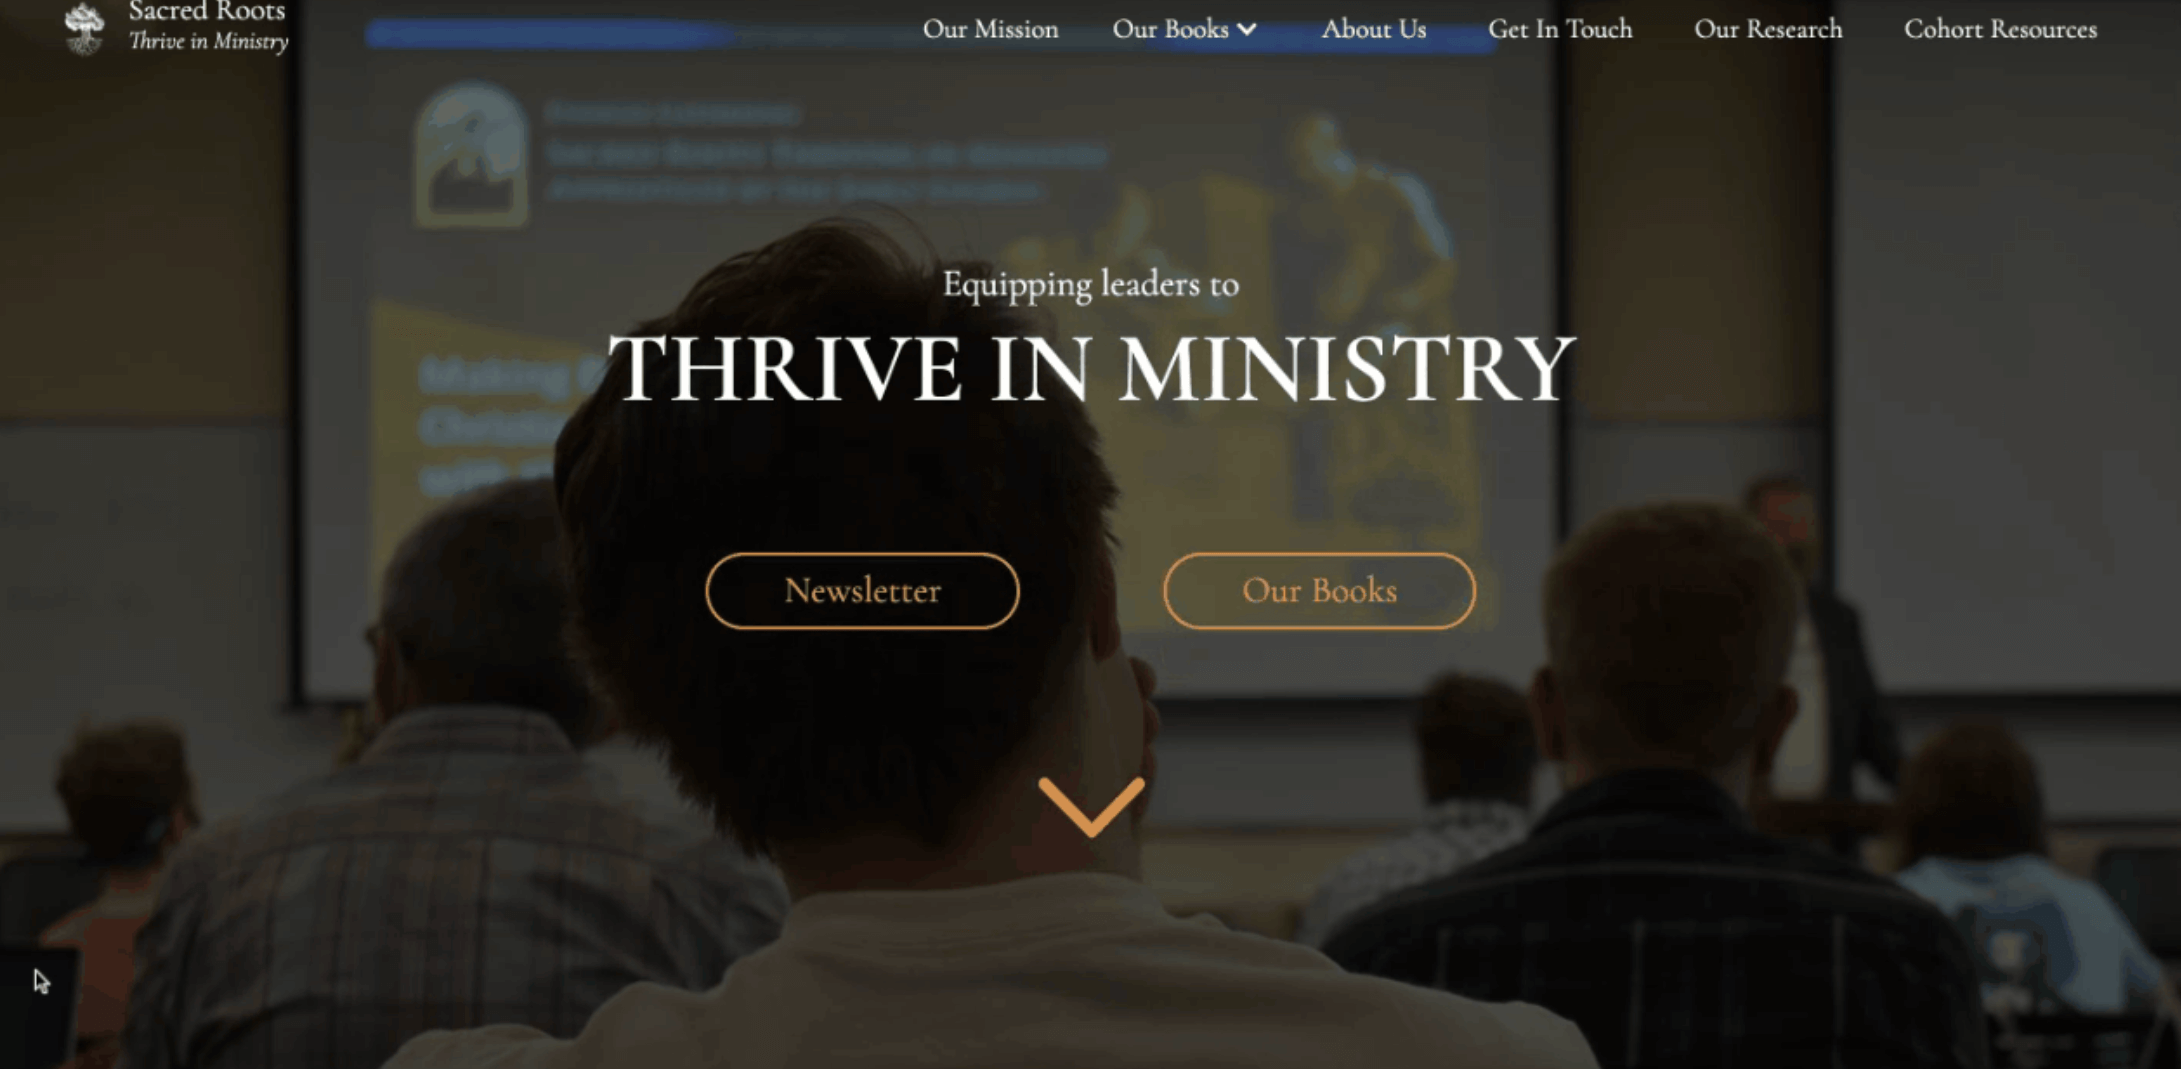 Sacred Roots
Thrive in Ministry
Our Mission
Our Books
About Us
Get In Touch
Our Research
Cohort Resources
Equipping leaders to
THRIVE IN MINISTRY
Making
Newsletter
Our Books